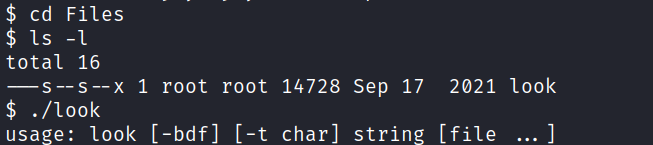 $ cd Files
$ ls -l
total 16
---s--s--x 1 root root 14728 Sep 17  2021 look
$ ./look
usage: look [-bdf] [-t char] string [file ...]